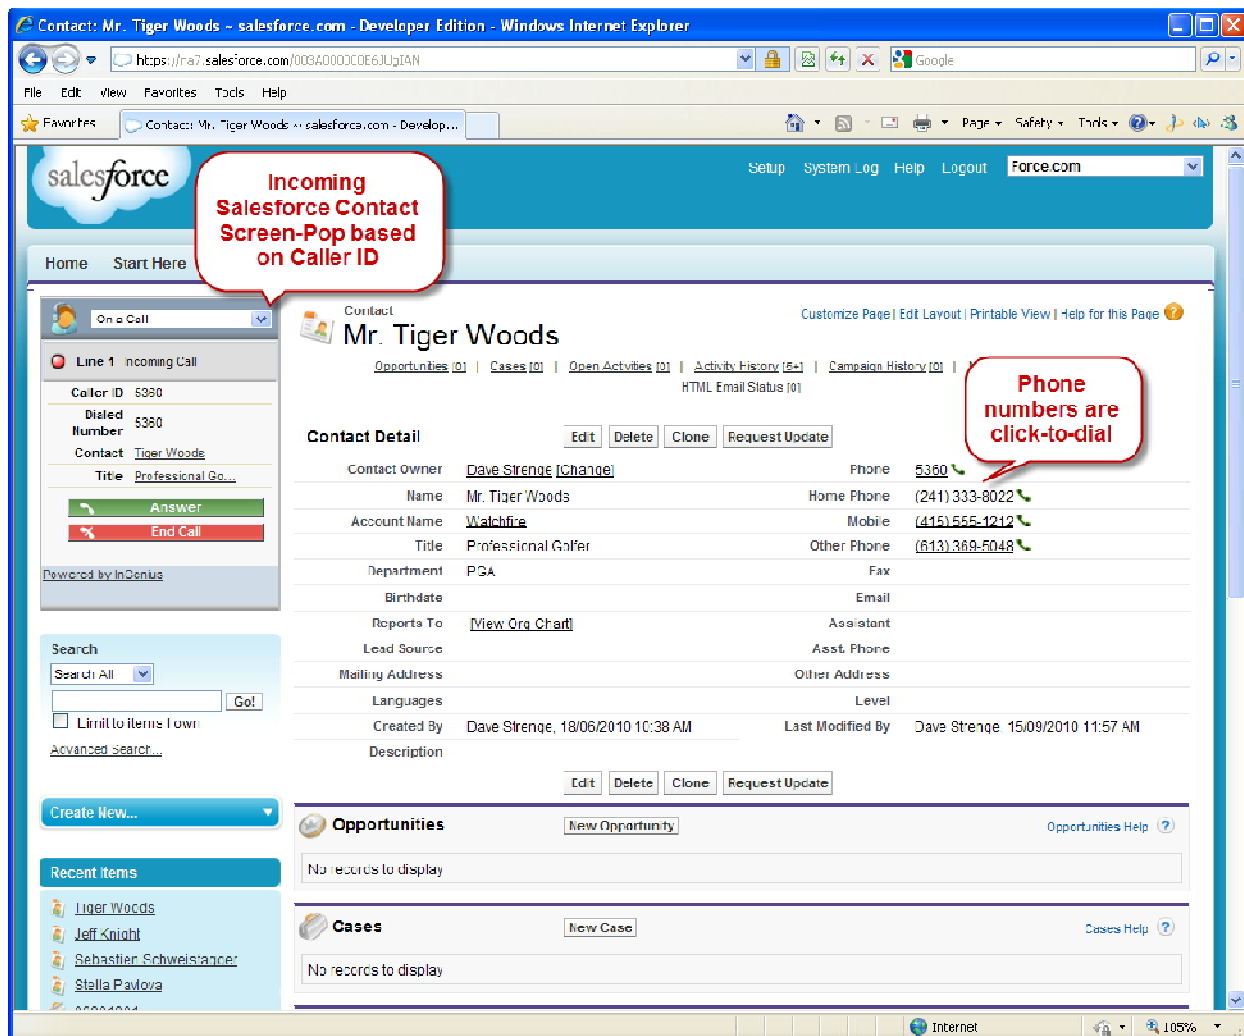 Contact: Mr. Tiger Woods ~ salesforce.com - Developer Edition - Windows Internet Explorer
Google
File Edit View Favorites Tools Help
Favorites
Contact: Mr. Tiger Woods ~ salesforce.com - Develop...
Page Safety Tools
salesforce
Setup System Log Help Logout Force.com
Incoming
Salesforce Contact
Screen-Pop based
on Caller ID
Home Start Here
On a Call
Line 1 Incoming Call
Caller ID 5360
Dialed
Number 5360
Contact Tiger Woods
Title Professional Go...
Answer
End Call
Powered by InGenius
Search
Search All
Go!
Limit to items I own
Advanced Search...
Create New...
Recent Items
Tiger Woods
Jeff Knight
Stella Pavlova
Contact
Mr. Tiger Woods
Customize Page | Edit Layout | Printable View | Help for this Page
Opportunities [0] | Cases [0] | Open Activities [0] | Activity History [5+] | Campaign History [0] |
HTML Email Status [0]
Phone
numbers are
click-to-dial
Contact Detail Edit Delete Clone Request Update
Contact Owner Dave Strenge [Change] Phone 5360
Name Mr. Tiger Woods Home Phone (241) 333-8022
Account Name Watchfire Mobile (415) 555-1212
Title Professional Golfer Other Phone (613) 369-5048
Department PGA Fax
Birthdate Email
Reports To [View Org Chart] Assistant
Lead Source Asst. Phone
Mailing Address Other Address
Languages Level
Created By Dave Strenge, 18/06/2010 10:38 AM Last Modified By Dave Strenge, 15/09/2010 11:57 AM
Description
Edit Delete Clone Request Update
Opportunities New Opportunity Opportunities Help ?
No records to display
Cases New Case Cases Help ?
No records to display
Internet 105%